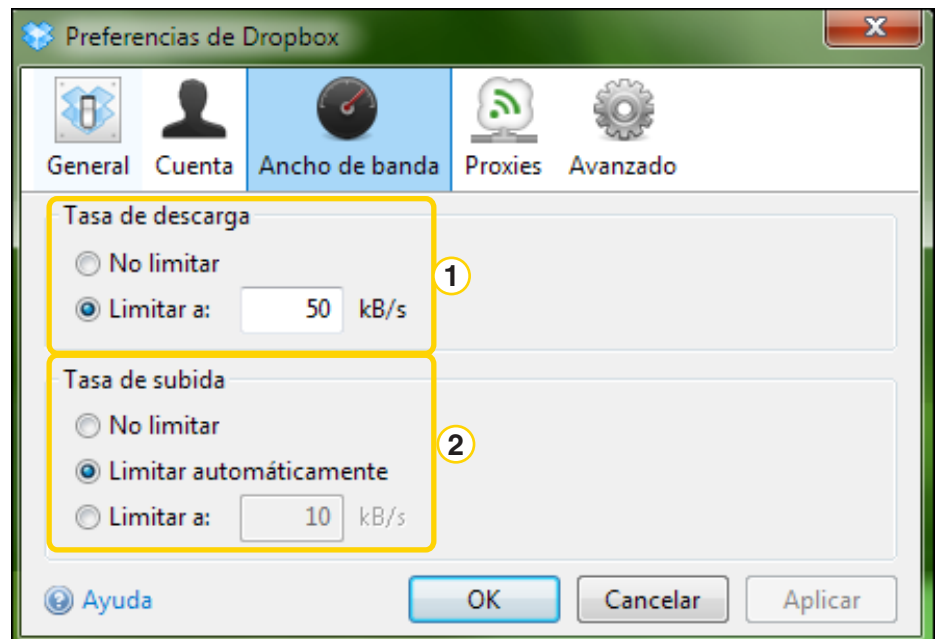 Preferencias de Dropbox
x
General Cuenta Ancho de banda Proxies Avanzado
Tasa de descarga
No limitar
1
Limitar a: 50 kB/s
Tasa de subida
No limitar
2
Limitar automáticamente
Limitar a: 10 kB/s
? Ayuda OK Cancelar Aplicar